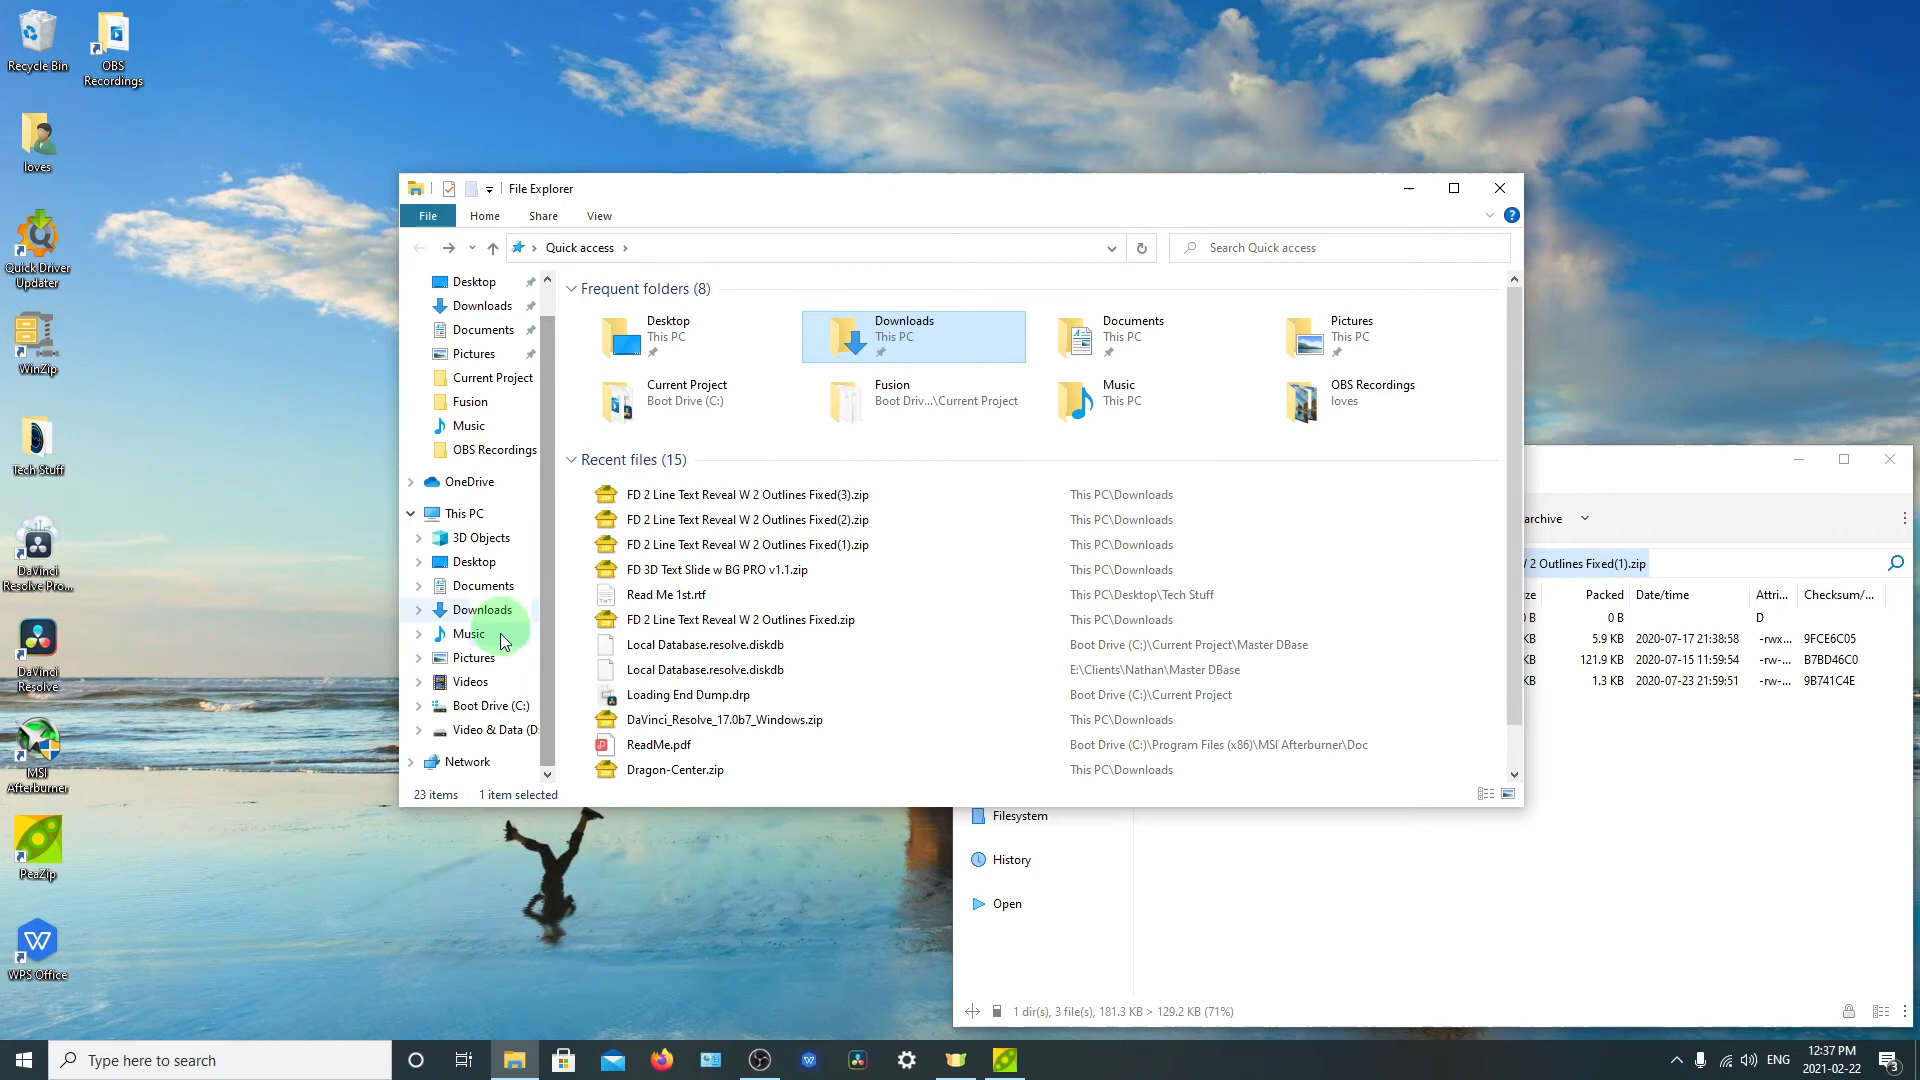 Recycle Bin
OBS
Recordings
loves
Quick Driver
Updater
WinZip
Tech Stuff
DaVinci
Resolve Pro...
DaVinci
Resolve
MSI
Afterburner
PeaZip
WPS Office
File Explorer
File Home Share View
Quick access
Search Quick access
Desktop
Downloads
Documents
Pictures
Current Project
Fusion
Music
OBS Recordings
OneDrive
This PC
3D Objects
Desktop
Documents
Downloads
Music
Pictures
Videos
Boot Drive (C:)
Video & Data (D:
Network
Frequent folders (8)
Desktop
This PC
Downloads
This PC
Documents
This PC
Pictures
This PC
Current Project
Boot Drive (C:)
Fusion
Boot Driv...\Current Project
Music
This PC
OBS Recordings
loves
Recent files (15)
FD 2 Line Text Reveal W 2 Outlines Fixed(3).zip This PC\Downloads
FD 2 Line Text Reveal W 2 Outlines Fixed(2).zip This PC\Downloads
FD 2 Line Text Reveal W 2 Outlines Fixed(1).zip This PC\Downloads
FD 3D Text Slide w BG PRO v1.1.zip This PC\Downloads
Read Me 1st.rtf This PC\Desktop\Tech Stuff
FD 2 Line Text Reveal W 2 Outlines Fixed.zip This PC\Downloads
Local Database.resolve.diskdb Boot Drive (C:)\Current Project\Master DBase
Local Database.resolve.diskdb E:\Clients\Nathan\Master DBase
Loading End Dump.drp Boot Drive (C:)\Current Project
DaVinci_Resolve_17.0b7_Windows.zip This PC\Downloads
ReadMe.pdf Boot Drive (C:)\Program Files (x86)\MSI Afterburner\Doc
Dragon-Center.zip This PC\Downloads
23 items 1 item selected
archive
2 Outlines Fixed(1).zip
ze Packed Date/time Attri... Checksum/...
B 0 B D
KB 5.9 KB 2020-07-17 21:38:58 -rwx... 9FCE6C05
KB 121.9 KB 2020-07-15 11:59:54 -rw-... B7BD46C0
KB 1.3 KB 2020-07-23 21:59:51 -rw-... 9B741C4E
Filesystem
History
Open
1 dir(s), 3 file(s), 181.3 KB > 129.2 KB (71%)
Type here to search
ENG
12:37 PM
2021-02-22
3